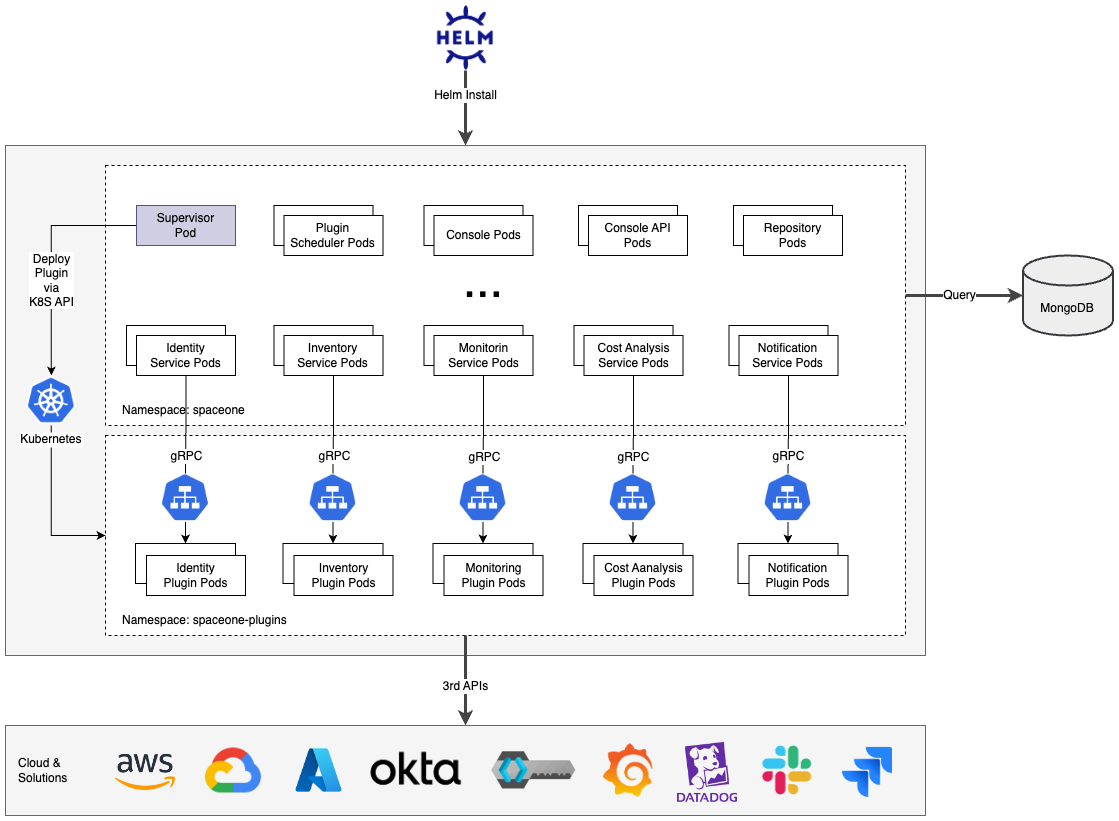 HELM
Helm Install
Supervisor
Pod
Plugin
Scheduler Pods
Console Pods
Console API
Pods
Repository
Pods
Deploy
Plugin
via
K8S API
...
Query
MongoDB
Identity
Service Pods
Inventory
Service Pods
Monitorin
Service Pods
Cost Analysis
Service Pods
Notification
Service Pods
Namespace: spaceone
Kubernetes
gRPC
gRPC
gRPC
gRPC
gRPC
Identity
Plugin Pods
Inventory
Plugin Pods
Monitoring
Plugin Pods
Cost Aanalysis
Plugin Pods
Notification
Plugin Pods
Namespace: spaceone-plugins
3rd APIs
Cloud &
Solutions
aws
okta
DATADOG